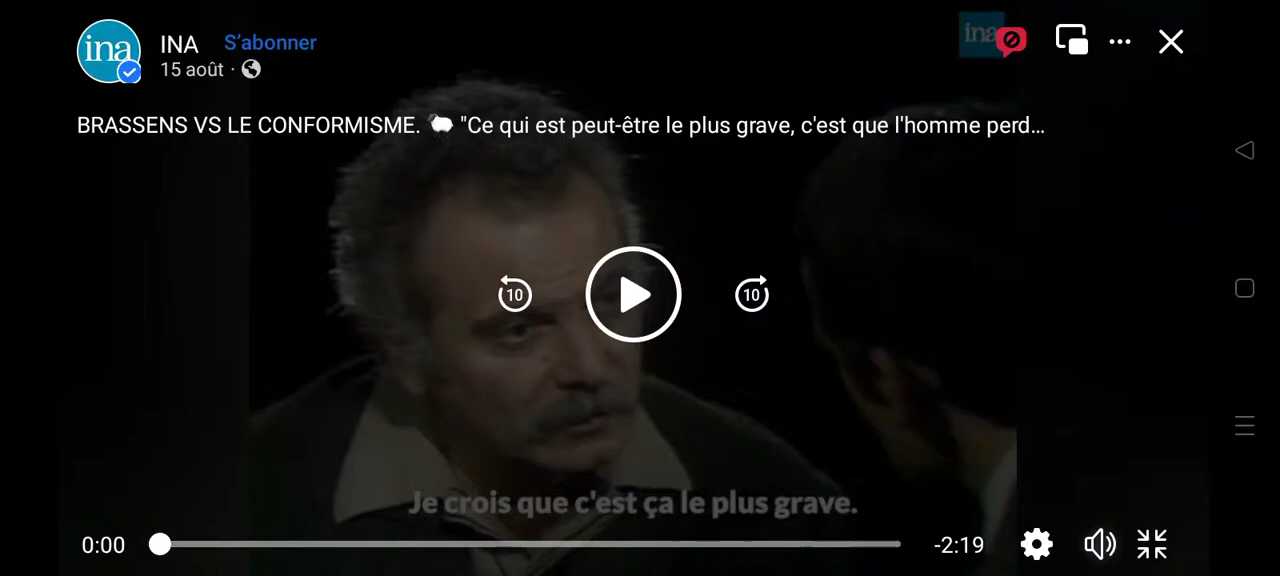 ina
INA S'abonner
15 août ·
ina
BRASSENS VS LE CONFORMISME. 🐑 "Ce qui est peut-être le plus grave, c'est que l'homme perd...
10
10
Je crois que c'est ça le plus grave.
0:00
-2:19